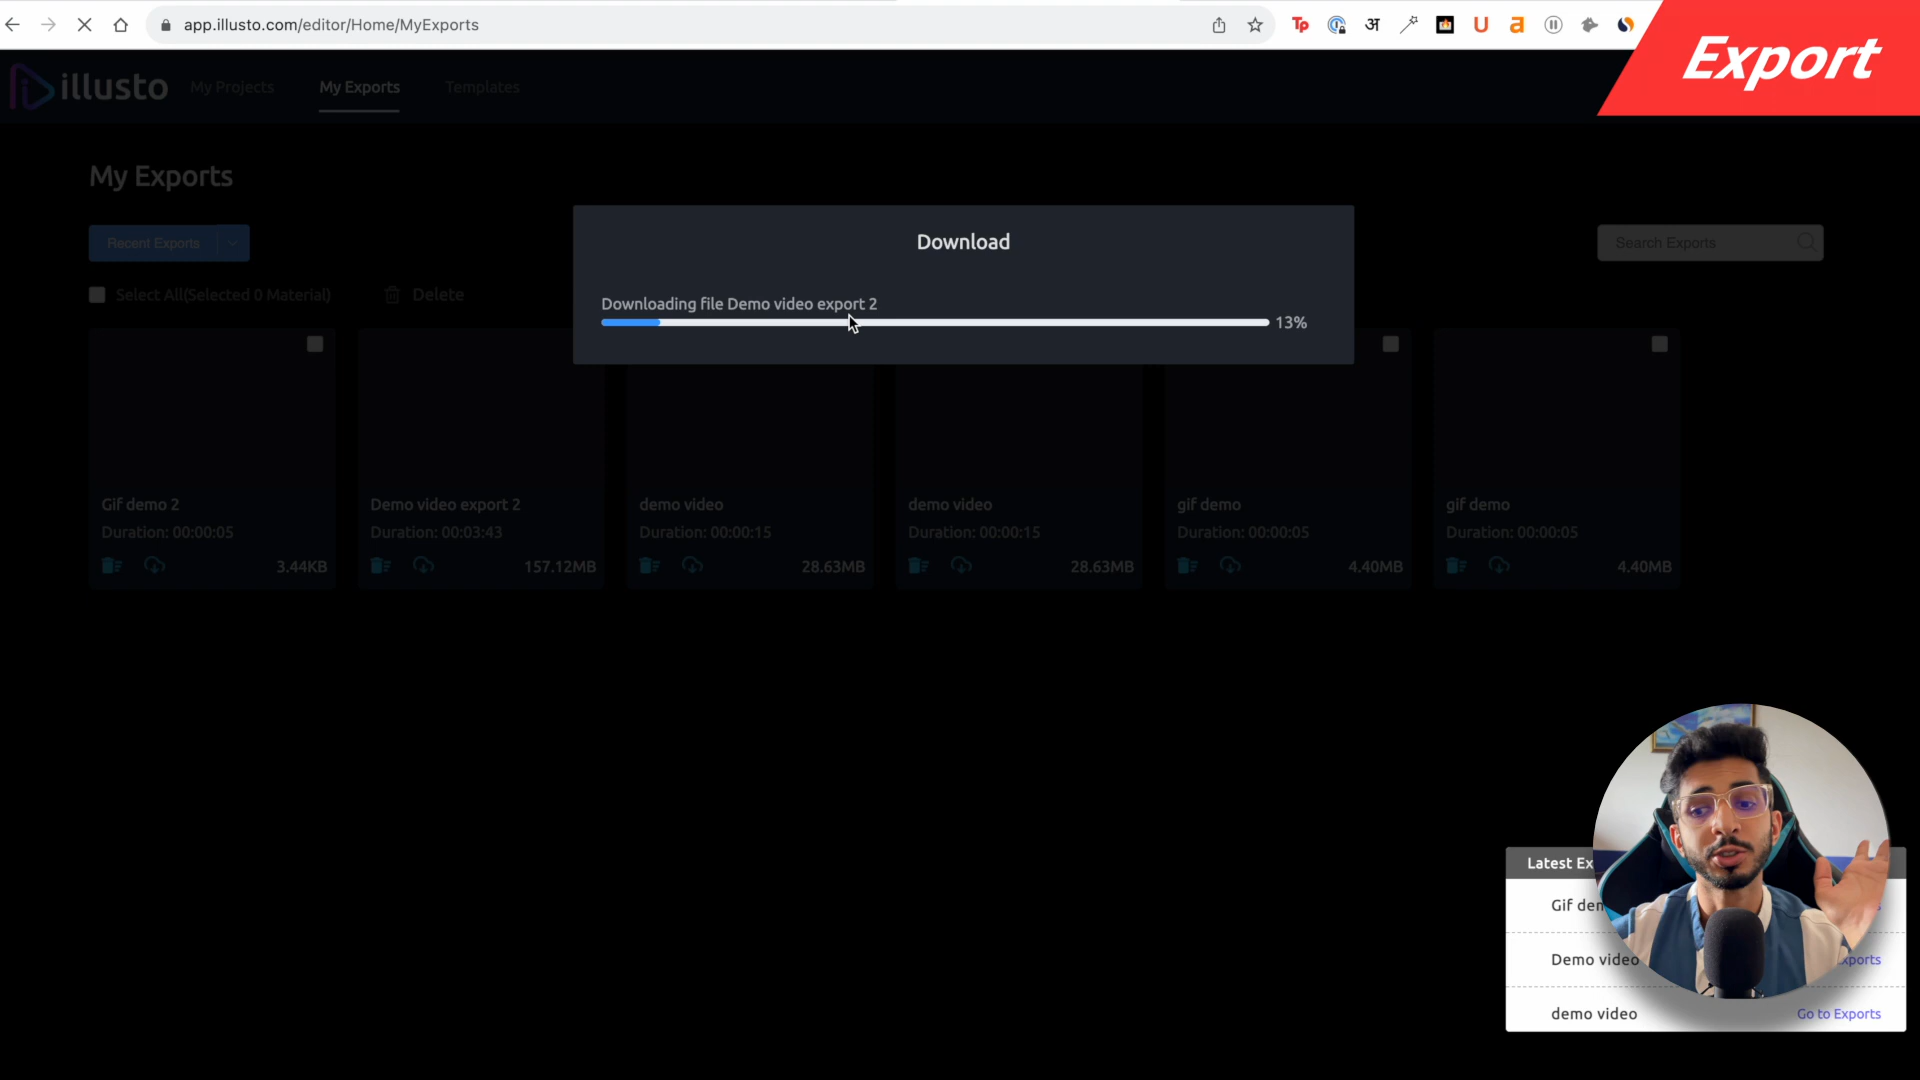 app.illusto.com/editor/Home/MyExports
Tp
अ
U
a
Export
illusto
My Projects
My Exports
Templates
My Exports
Recent Exports
Search Exports
Select All(Selected 0 Material)
Delete
Download
Downloading file Demo video export 2
13%
Gif demo 2
Duration: 00:00:05
3.44KB
Demo video export 2
Duration: 00:03:43
157.12MB
demo video
Duration: 00:00:15
28.63MB
demo video
Duration: 00:00:15
28.63MB
gif demo
Duration: 00:00:05
4.40MB
gif demo
Duration: 00:00:05
4.40MB
Latest
Gif
Demo video
demo video
Go to Exports